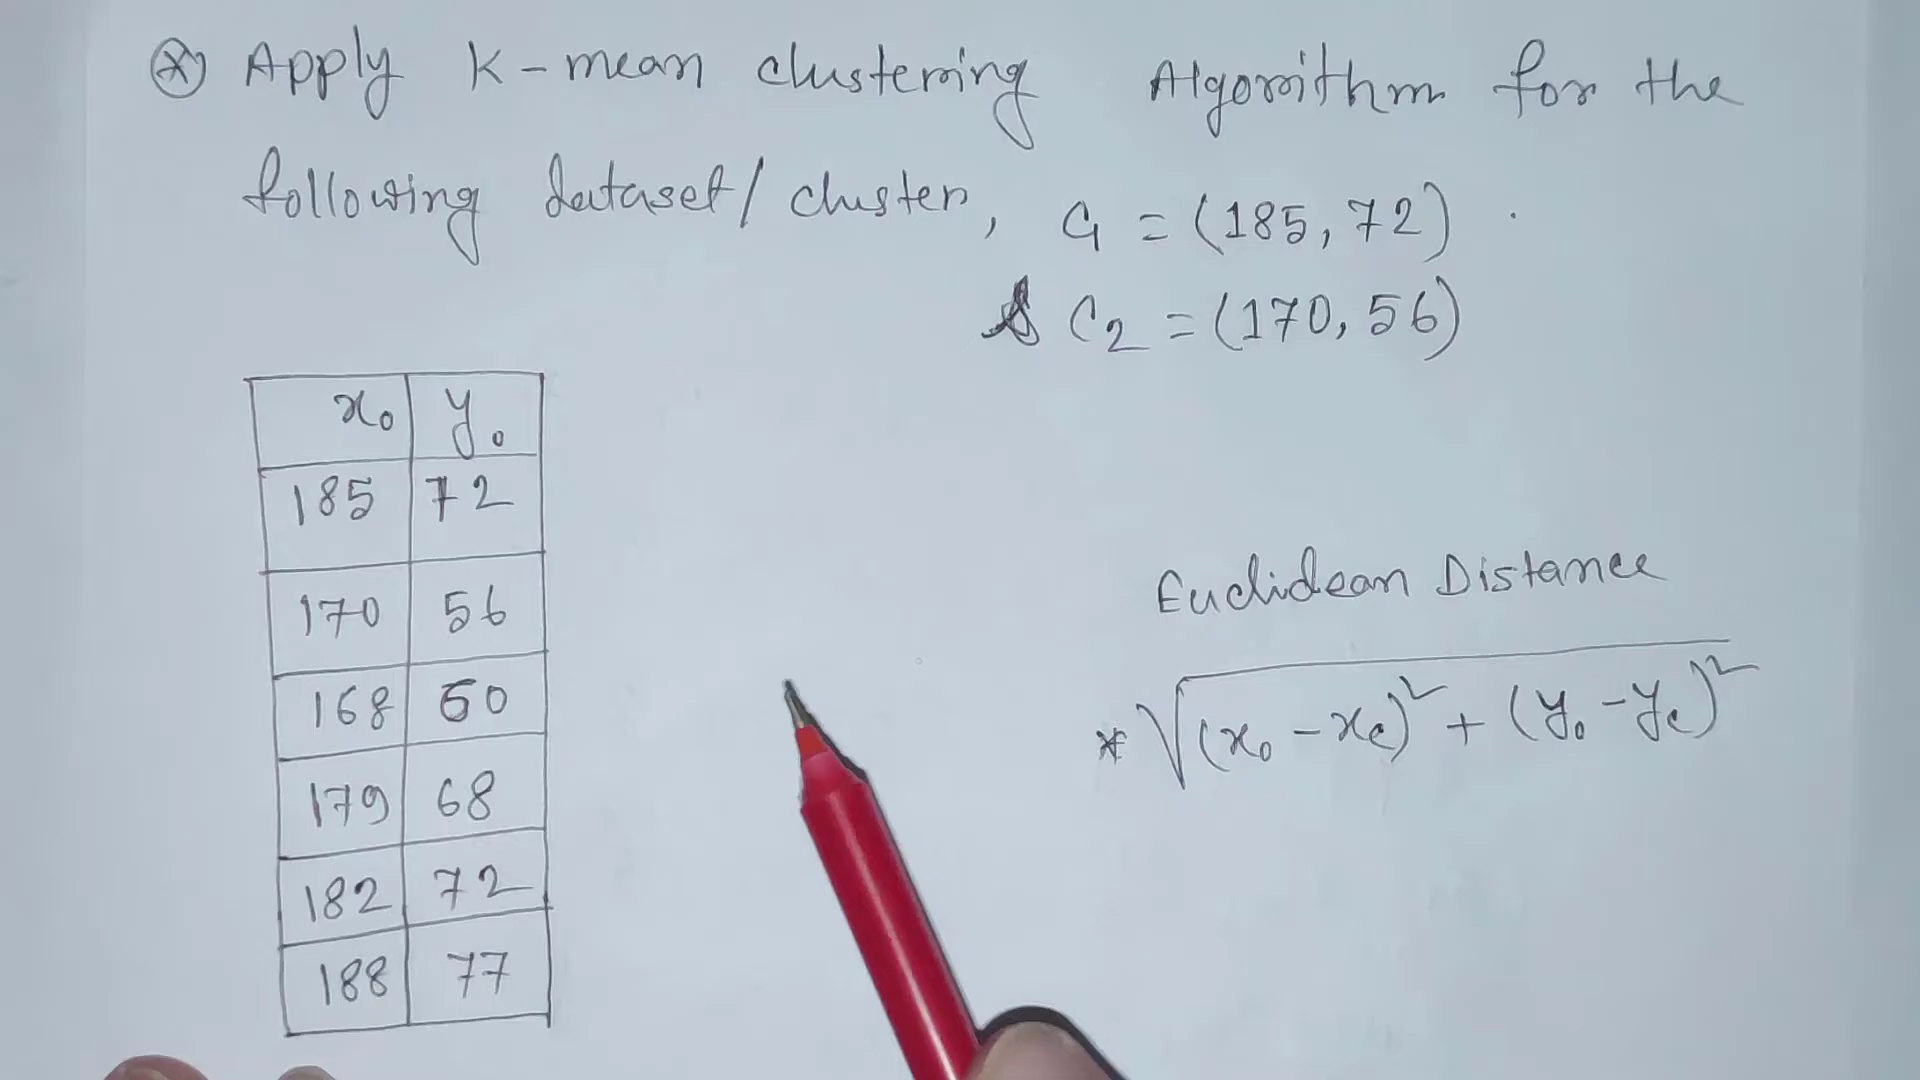 * Apply K-mean clustering Algorithm for the
following dataset/cluster, C1 = (185, 72).
& C2 = (170, 56)
x0 y0
185 72
170 56
168 60
179 68
182 72
188 77
Euclidean Distance
* √(x0 - xc)² + (y0 - yc)²